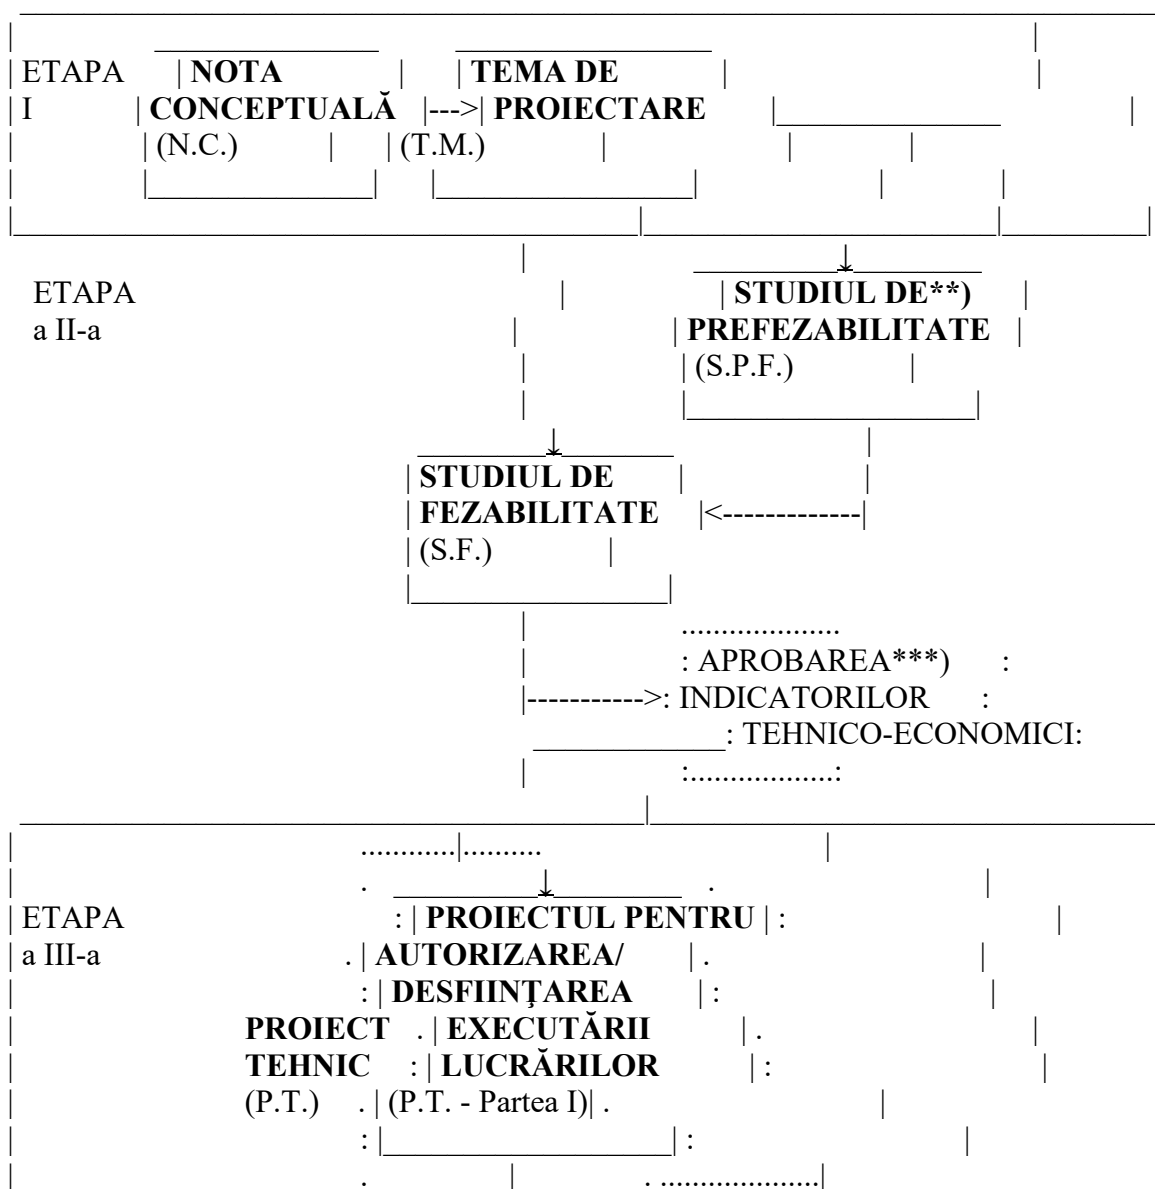 ETAPA NOTA TEMA DE
I CONCEPTUALĂ |--->| PROIECTARE
(N.C.) (T.M.)
ETAPA STUDIUL DE**)
a II-a PREFEZABILITATE
(S.P.F.)
STUDIUL DE
FEZABILITATE |<-------------|
(S.F.)
....................
: APROBAREA***) :
|----------->: INDICATORILOR :
: TEHNICO-ECONOMICI:
:..................:
............|..........
ETAPA : | PROIECTUL PENTRU | :
a III-a . | AUTORIZAREA/ | .
: | DESFIINŢAREA | :
PROIECT . | EXECUTĂRII | .
TEHNIC : | LUCRĂRILOR | :
(P.T.) . | (P.T. - Partea I)| .